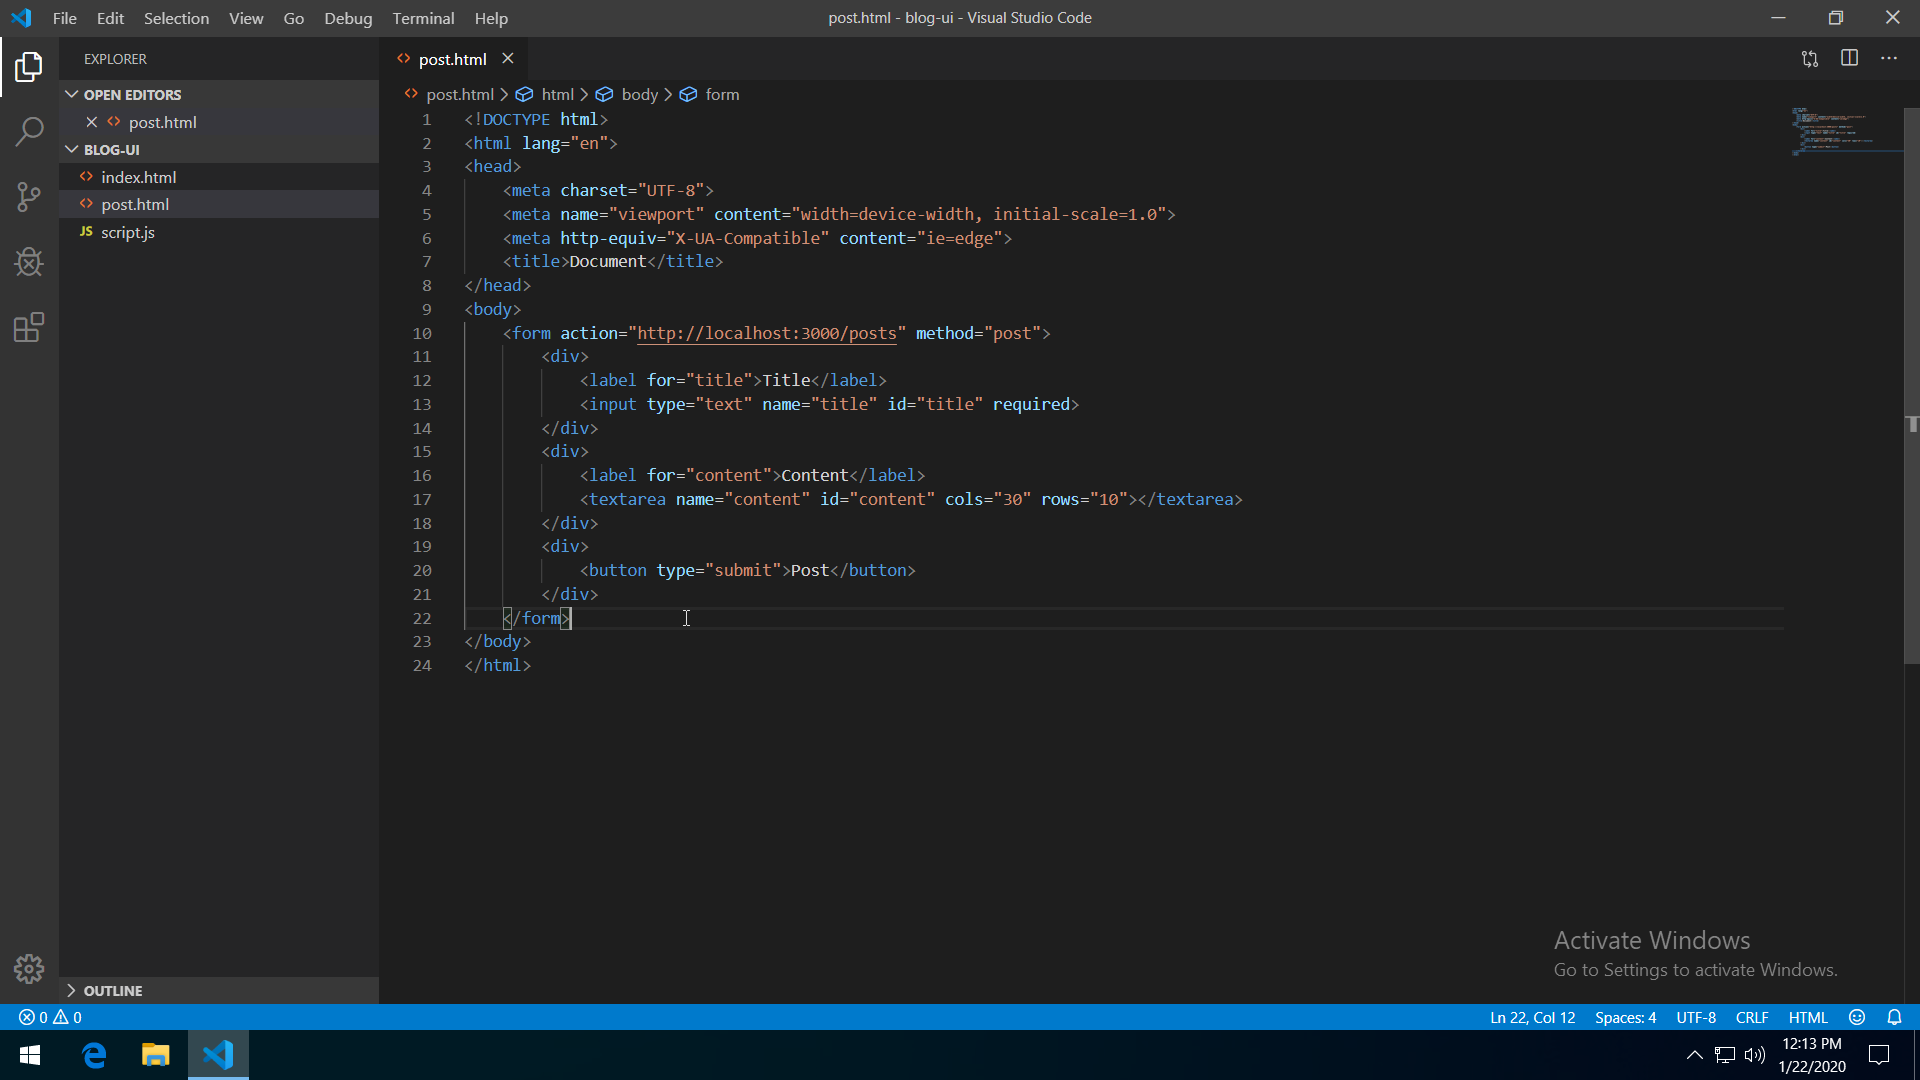 File Edit Selection View Go Debug Terminal Help
post.html - blog-ui - Visual Studio Code
EXPLORER
OPEN EDITORS
post.html
BLOG-UI
index.html
post.html
JS script.js
OUTLINE
post.html
post.html > html > body > form
1 <!DOCTYPE html>
2 <html lang="en">
3 <head>
4 <meta charset="UTF-8">
5 <meta name="viewport" content="width=device-width, initial-scale=1.0">
6 <meta http-equiv="X-UA-Compatible" content="ie=edge">
7 <title>Document</title>
8 </head>
9 <body>
10 <form action="http://localhost:3000/posts" method="post">
11 <div>
12 <label for="title">Title</label>
13 <input type="text" name="title" id="title" required>
14 </div>
15 <div>
16 <label for="content">Content</label>
17 <textarea name="content" id="content" cols="30" rows="10"></textarea>
18 </div>
19 <div>
20 <button type="submit">Post</button>
21 </div>
22 </form>
23 </body>
24 </html>
Activate Windows
Go to Settings to activate Windows.
0 0
Ln 22, Col 12 Spaces: 4 UTF-8 CRLF HTML
12:13 PM
1/22/2020